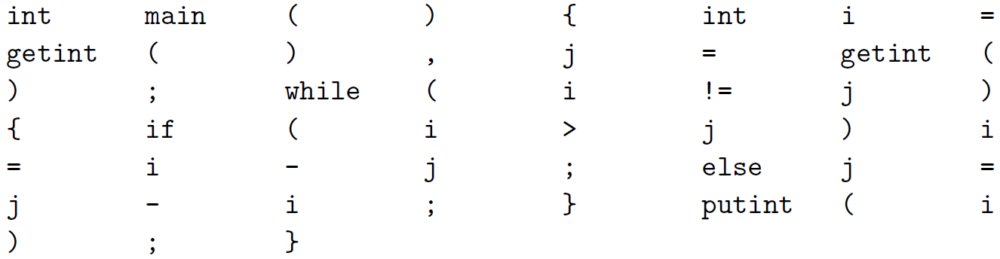 int main ( ) { int i =
getint ( ) , j = getint (
) ; while ( i != j )
{ if ( i > j ) i
= i - j ; else j =
j - i ; } putint ( i
) ; }